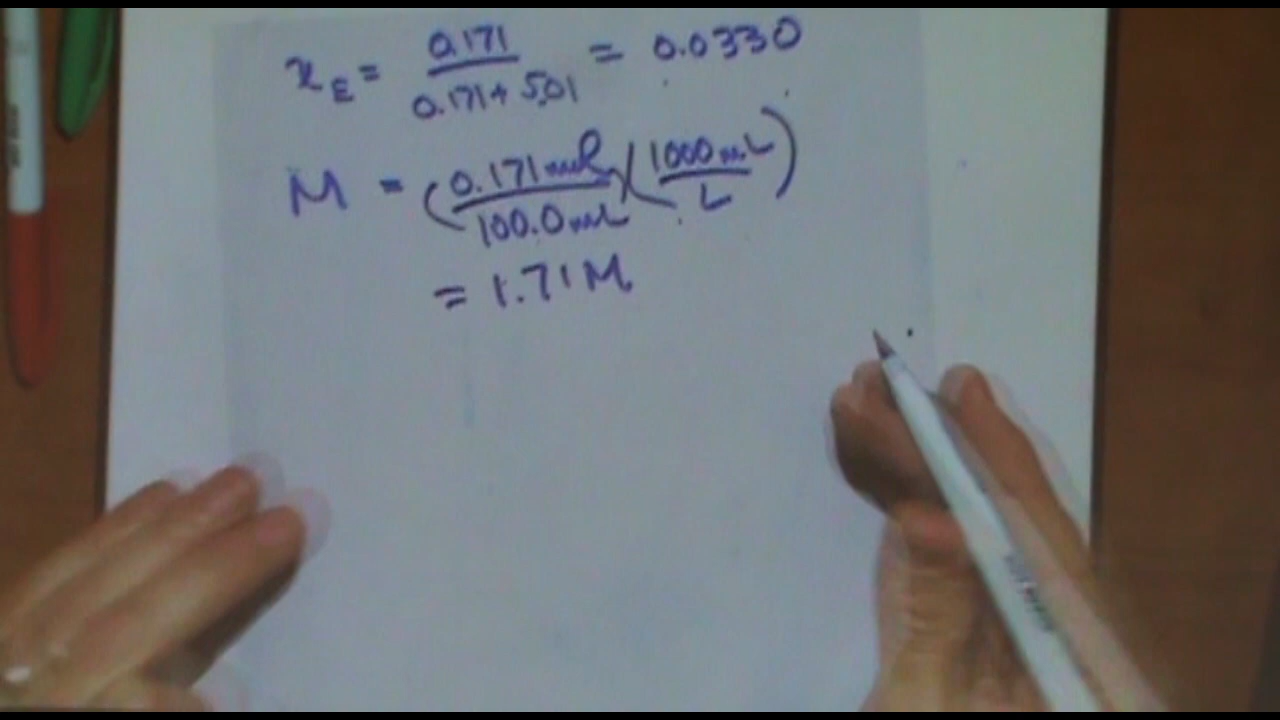 x_E = 0.171 / (0.171 + 5.01) = 0.0330
M = (0.171 mol / 100.0 mL)(1000 mL / L)
= 1.71 M